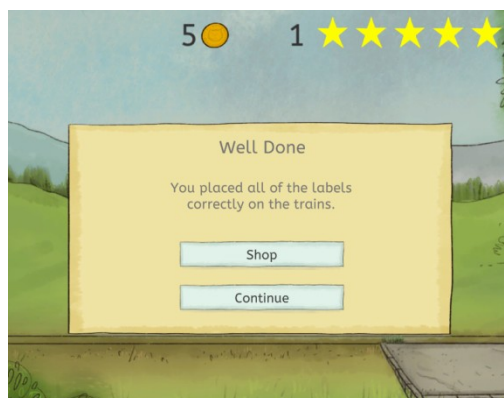 5 1
Well Done
You placed all of the labels
correctly on the trains.
Shop
Continue